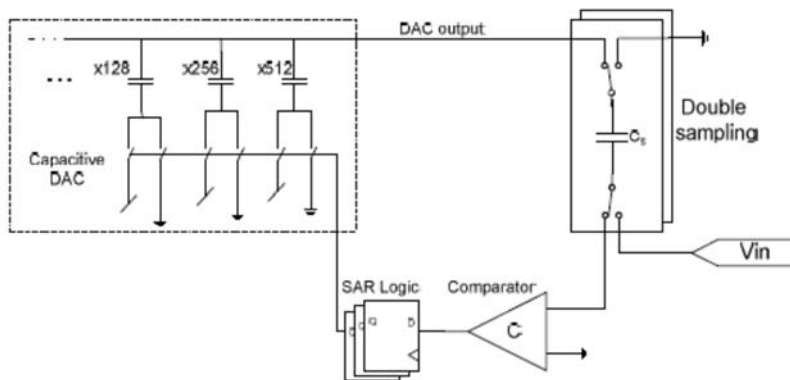 DAC output
x128
x256
x512
...
Capacitive
DAC
Double
sampling
Cs
Vin
SAR Logic
Comparator
C
Q
D